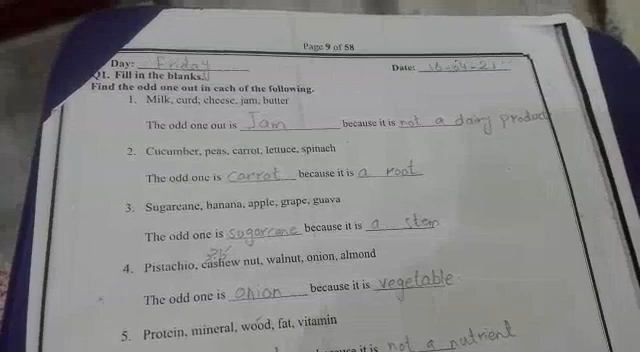 Page 9 of 58
Day: Friday Date: 15-04-21
Q1. Fill in the blanks.
Find the odd one out in each of the following.
1. Milk, curd, cheese, jam, butter
The odd one out is Jam because it is not a dairy product
2. Cucumber, peas, carrot, lettuce, spinach
The odd one is carrot because it is a root
3. Sugarcane, banana, apple, grape, guava
The odd one is sugarcane because it is a stem
4. Pistachio, cashew nut, walnut, onion, almond
The odd one is onion because it is vegetable.
5. Protein, mineral, wood, fat, vitamin
because it is not a nutrient